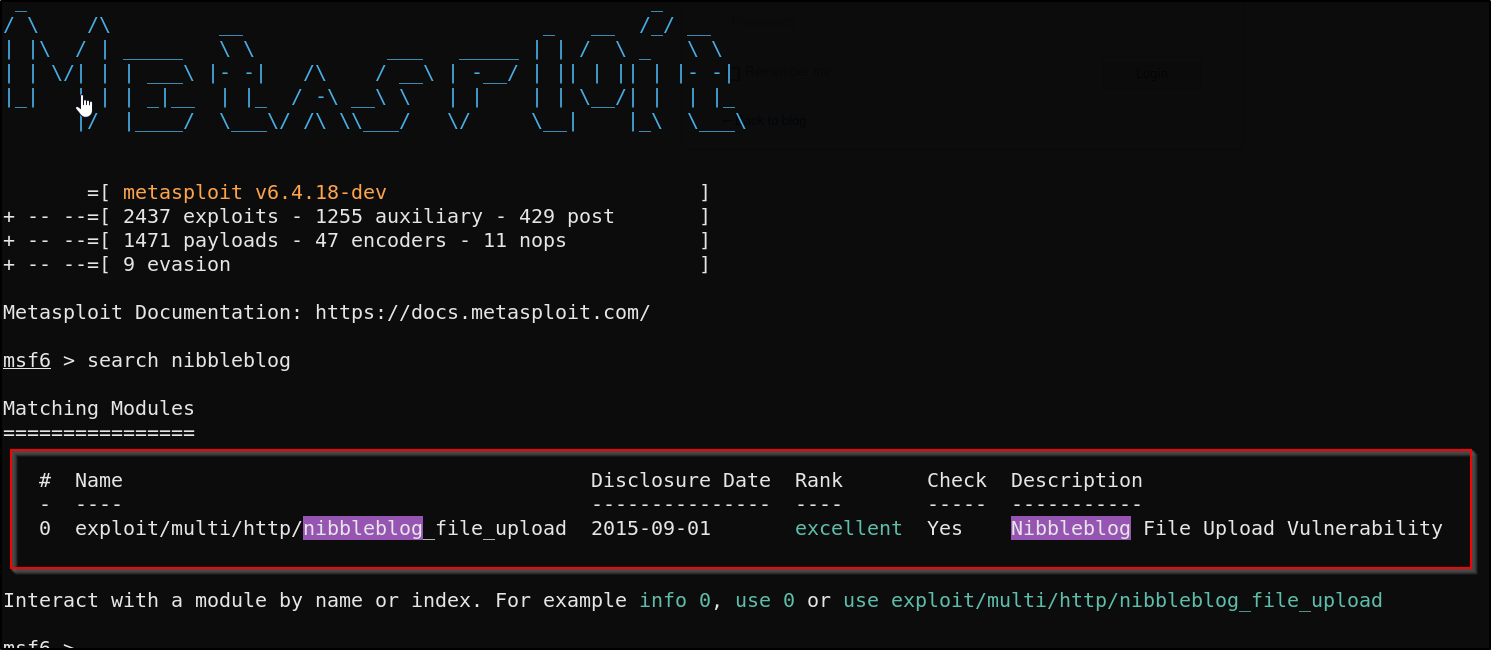 =[ metasploit v6.4.18-dev ]
+ -- --=[ 2437 exploits - 1255 auxiliary - 429 post ]
+ -- --=[ 1471 payloads - 47 encoders - 11 nops ]
+ -- --=[ 9 evasion ]
Metasploit Documentation: https://docs.metasploit.com/
msf6 > search nibbleblog
Matching Modules
================
# Name Disclosure Date Rank Check Description
- ---- --------------- ---- ----- -----------
0 exploit/multi/http/nibbleblog_file_upload 2015-09-01 excellent Yes Nibbleblog File Upload Vulnerability
Interact with a module by name or index. For example info 0, use 0 or use exploit/multi/http/nibbleblog_file_upload
msf6 >